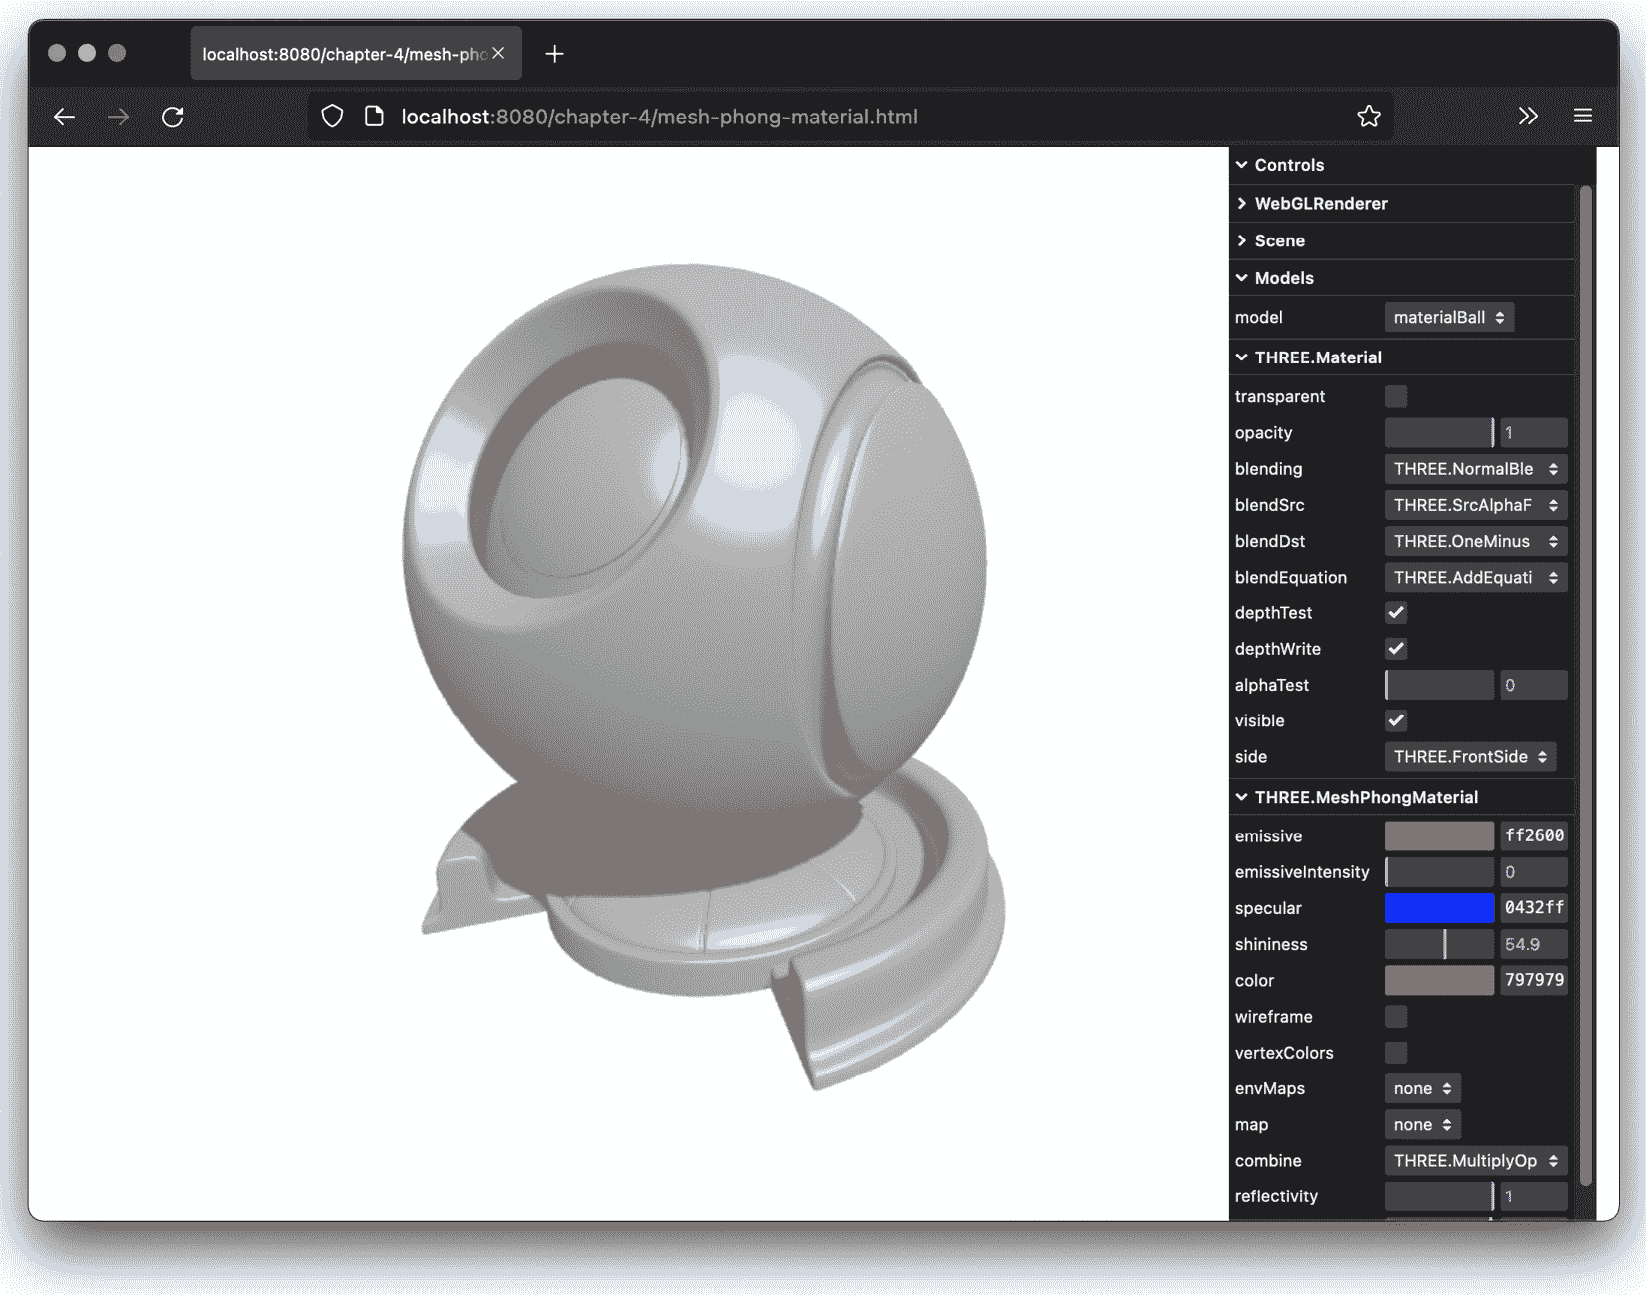 localhost:8080/chapter-4/mesh-pho
localhost:8080/chapter-4/mesh-phong-material.html
Controls
WebGLRenderer
Scene
Models
model materialBall
THREE.Material
transparent
opacity 1
blending THREE.NormalBle
blendSrc THREE.SrcAlphaF
blendDst THREE.OneMinus
blendEquation THREE.AddEquati
depthTest
depthWrite
alphaTest 0
visible
side THREE.FrontSide
THREE.MeshPhongMaterial
emissive ff2600
emissiveIntensity 0
specular 0432ff
shininess 54.9
color 797979
wireframe
vertexColors
envMaps none
map none
combine THREE.MultiplyOp
reflectivity 1